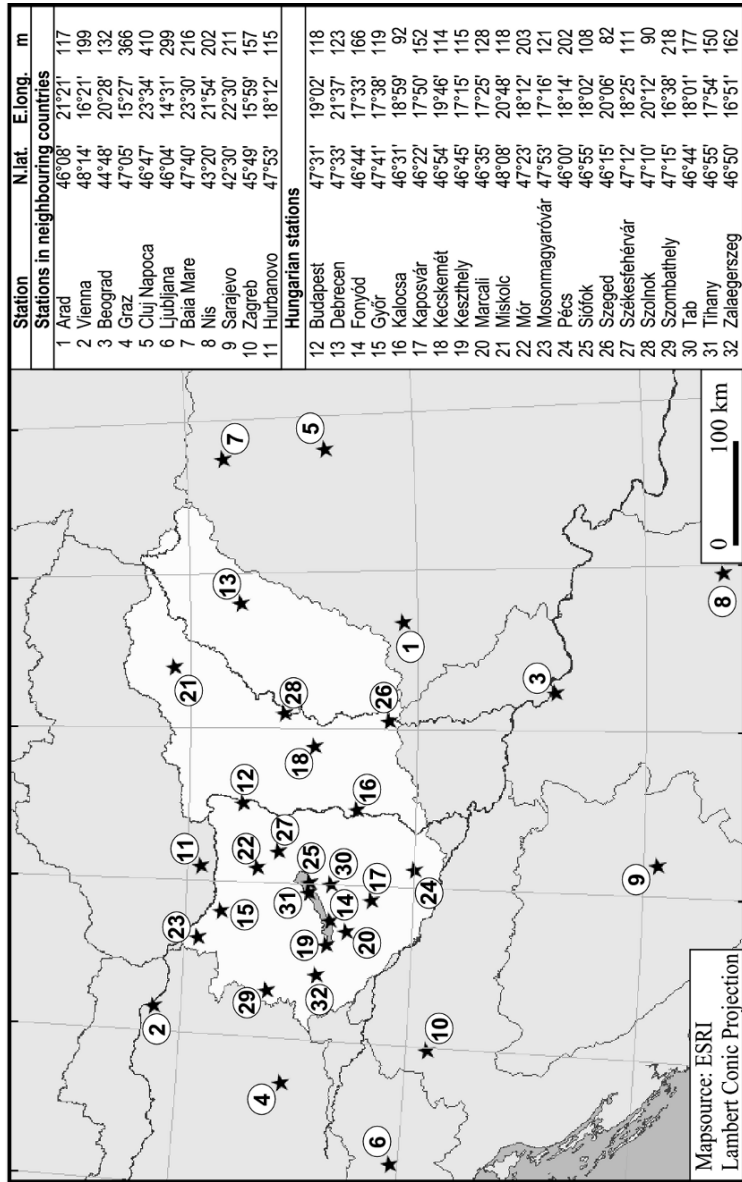 Station N.lat. E.long. m
Stations in neighbouring countries
1 Arad 46°08' 21°21' 117
2 Vienna 48°14' 16°21' 199
3 Beograd 44°48' 20°28' 132
4 Graz 47°05' 15°27' 366
5 Cluj Napoca 46°47' 23°34' 410
6 Ljubljana 46°04' 14°31' 299
7 Baia Mare 47°40' 23°30' 216
8 Nis 43°20' 21°54' 202
9 Sarajevo 42°30' 22°30' 211
10 Zagreb 45°49' 15°59' 157
11 Hurbanovo 47°53' 18°12' 115
Hungarian stations
12 Budapest 47°31' 19°02' 118
13 Debrecen 47°33' 21°37' 123
14 Fonyód 46°44' 17°33' 166
15 Győr 47°41' 17°38' 119
16 Kalocsa 46°31' 18°59' 92
17 Kaposvár 46°22' 17°50' 152
18 Kecskemét 46°54' 19°46' 114
19 Keszthely 46°45' 17°15' 115
20 Marcali 46°35' 17°25' 128
21 Miskolc 48°08' 20°48' 118
22 Mór 47°23' 18°12' 203
23 Mosonmagyaróvár 47°53' 17°16' 121
24 Pécs 46°00' 18°14' 202
25 Siófok 46°55' 18°02' 108
26 Szeged 46°15' 20°06' 82
27 Székesfehérvár 47°12' 18°25' 111
28 Szolnok 47°10' 20°12' 90
29 Szombathely 47°15' 16°38' 218
30 Tab 46°44' 18°01' 177
31 Tihany 46°55' 17°54' 150
32 Zalaegerszeg 46°50' 16°51' 162
2
23
11
21
7
15
22
12
13
29
27
28
5
4
31
25
18
32
19
14
30
20
17
16
26
6
10
24
1
3
9
8
Mapsource: ESRI
Lambert Conic Projection
0 100 km